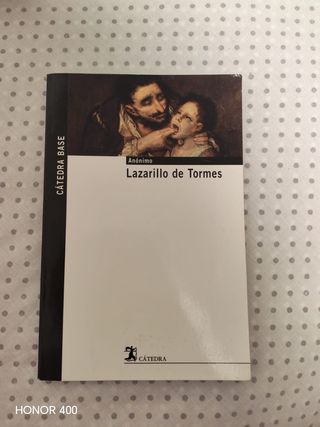 Anónimo
Lazarillo de Tormes
CÁTEDRA BASE
CÁTEDRA
HONOR 400